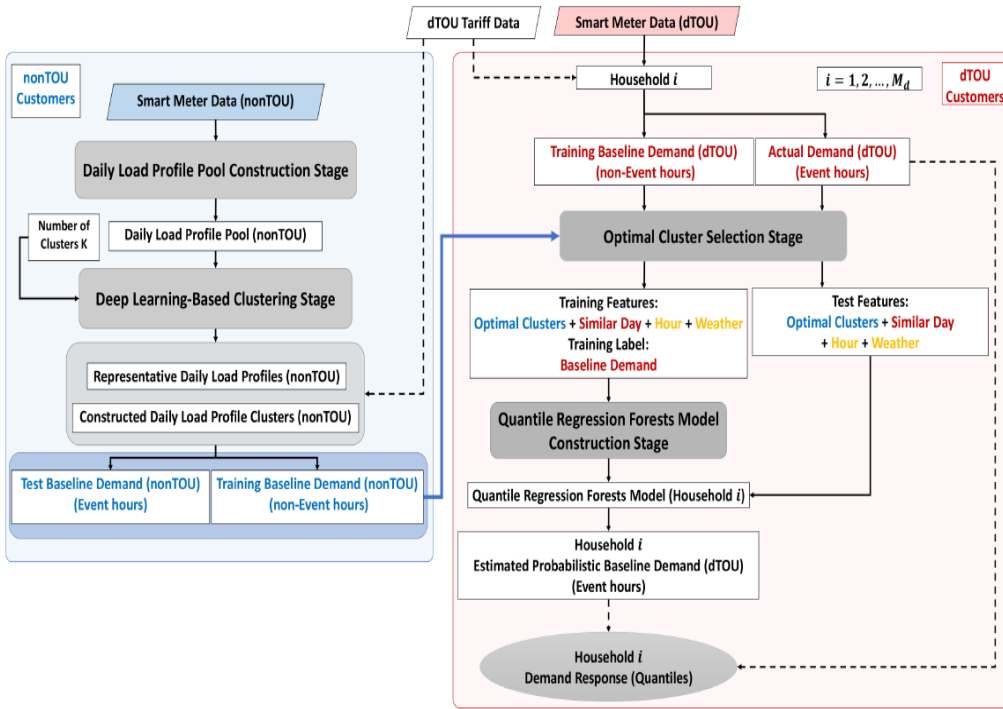 dTOU Tariff Data
Smart Meter Data (dTOU)
nonTOU
Customers
Smart Meter Data (nonTOU)
Daily Load Profile Pool Construction Stage
Number of
Clusters K
Daily Load Profile Pool (nonTOU)
Deep Learning-Based Clustering Stage
Representative Daily Load Profiles (nonTOU)
Constructed Daily Load Profile Clusters (nonTOU)
Test Baseline Demand (nonTOU)
(Event hours)
Training Baseline Demand (nonTOU)
(non-Event hours)
Household i
i = 1, 2, ..., M_d
dTOU
Customers
Training Baseline Demand (dTOU)
(non-Event hours)
Actual Demand (dTOU)
(Event hours)
Optimal Cluster Selection Stage
Training Features:
Optimal Clusters + Similar Day + Hour + Weather
Training Label:
Baseline Demand
Test Features:
Optimal Clusters + Similar Day
+ Hour + Weather
Quantile Regression Forests Model
Construction Stage
Quantile Regression Forests Model (Household i)
Household i
Estimated Probabilistic Baseline Demand (dTOU)
(Event hours)
Household i
Demand Response (Quantiles)